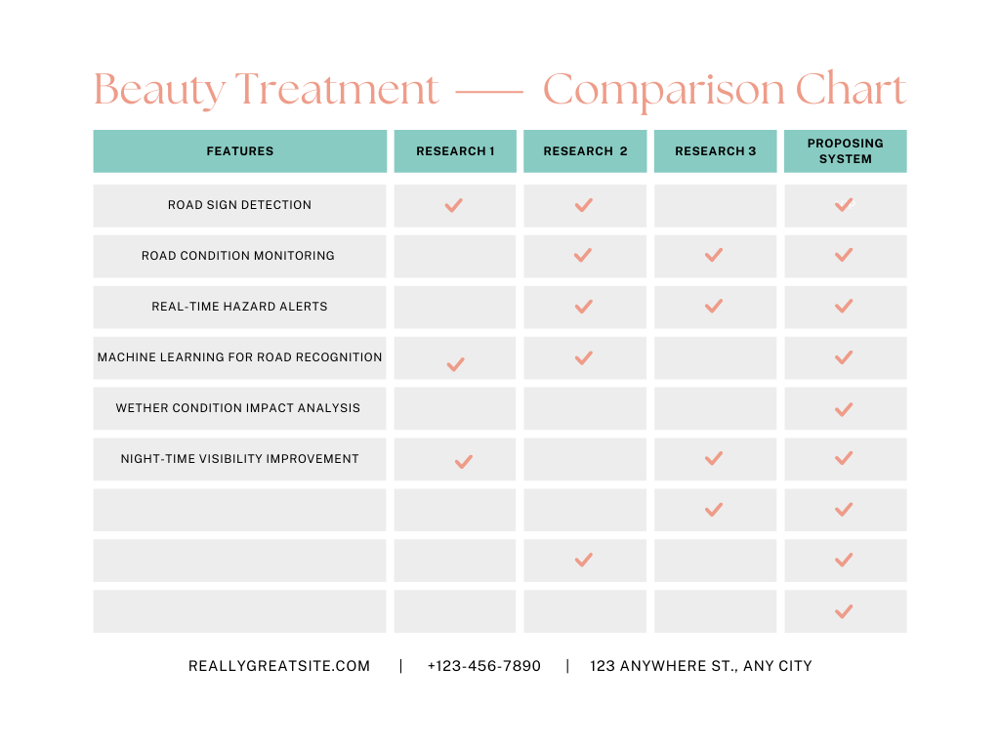 Beauty Treatment — Comparison Chart
FEATURES
RESEARCH 1
RESEARCH 2
RESEARCH 3
PROPOSING
SYSTEM
ROAD SIGN DETECTION
ROAD CONDITION MONITORING
REAL-TIME HAZARD ALERTS
MACHINE LEARNING FOR ROAD RECOGNITION
WETHER CONDITION IMPACT ANALYSIS
NIGHT-TIME VISIBILITY IMPROVEMENT
REALLYGREATSITE.COM | +123-456-7890 | 123 ANYWHERE ST., ANY CITY